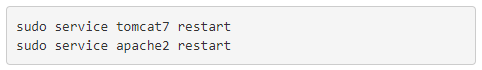 sudo service tomcat7 restart
sudo service apache2 restart